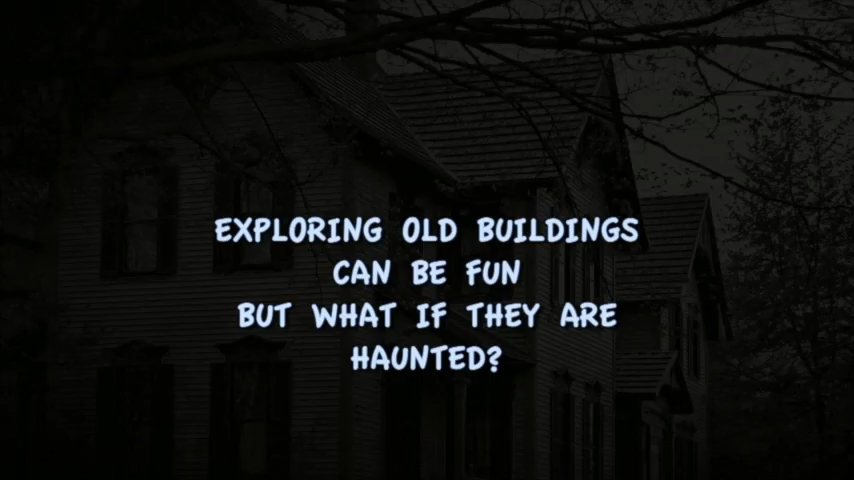 EXPLORING OLD BUILDINGS
CAN BE FUN
BUT WHAT IF THEY ARE
HAUNTED?